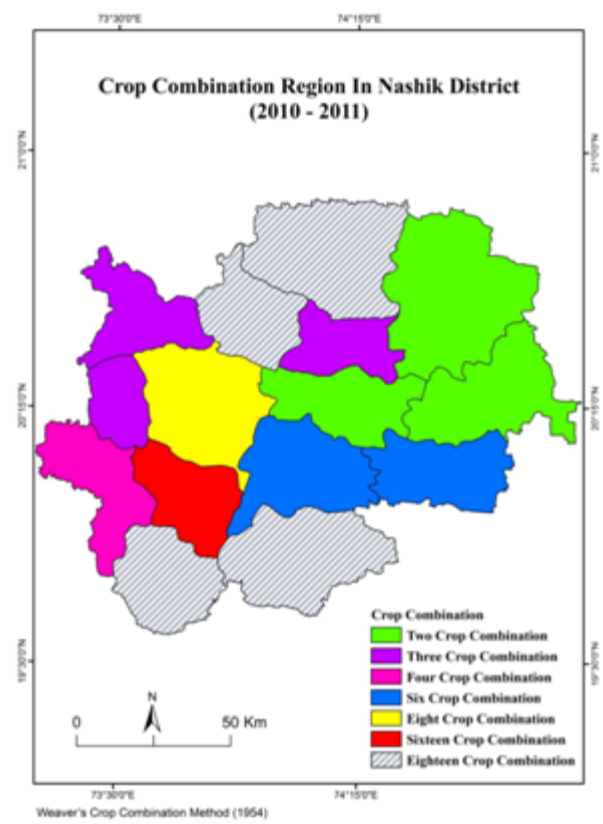 73°30'0"E 74°15'0"E
Crop Combination Region In Nashik District
(2010 - 2011)
21°0'0"N 21°0'0"N
20°15'0"N 20°15'0"N
19°30'0"N 19°30'0"N
Crop Combination
Two Crop Combination
Three Crop Combination
Four Crop Combination
Six Crop Combination
Eight Crop Combination
Sixteen Crop Combination
Eighteen Crop Combination
N
0 50 Km
73°30'0"E 74°15'0"E
Weaver's Crop Combination Method (1954)